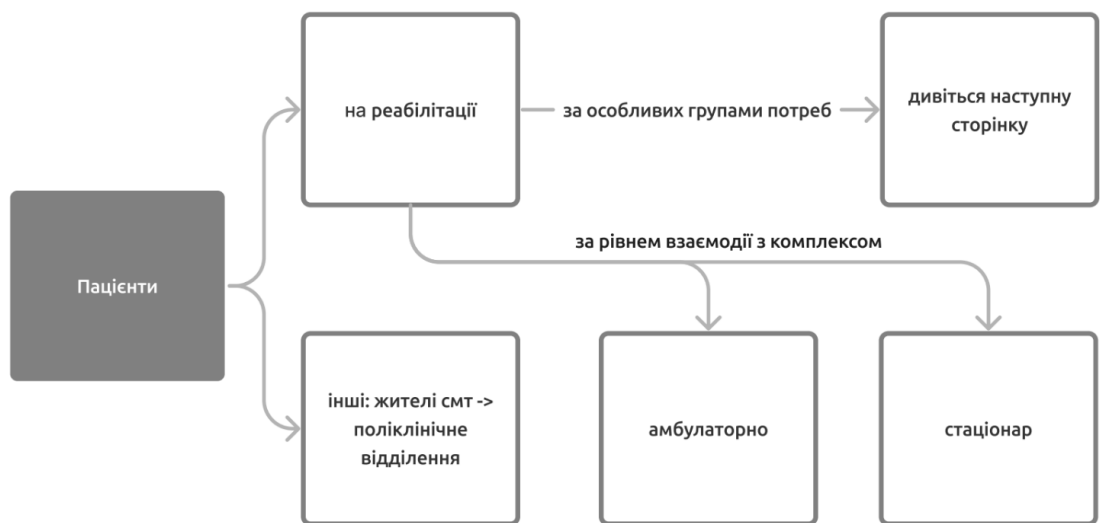 на реабілітації
за особливих групами потреб
дивіться наступну
сторінку
за рівнем взаємодії з комплексом
Пацієнти
інші: жителі смт ->
поліклінічне
відділення
амбулаторно
стаціонар